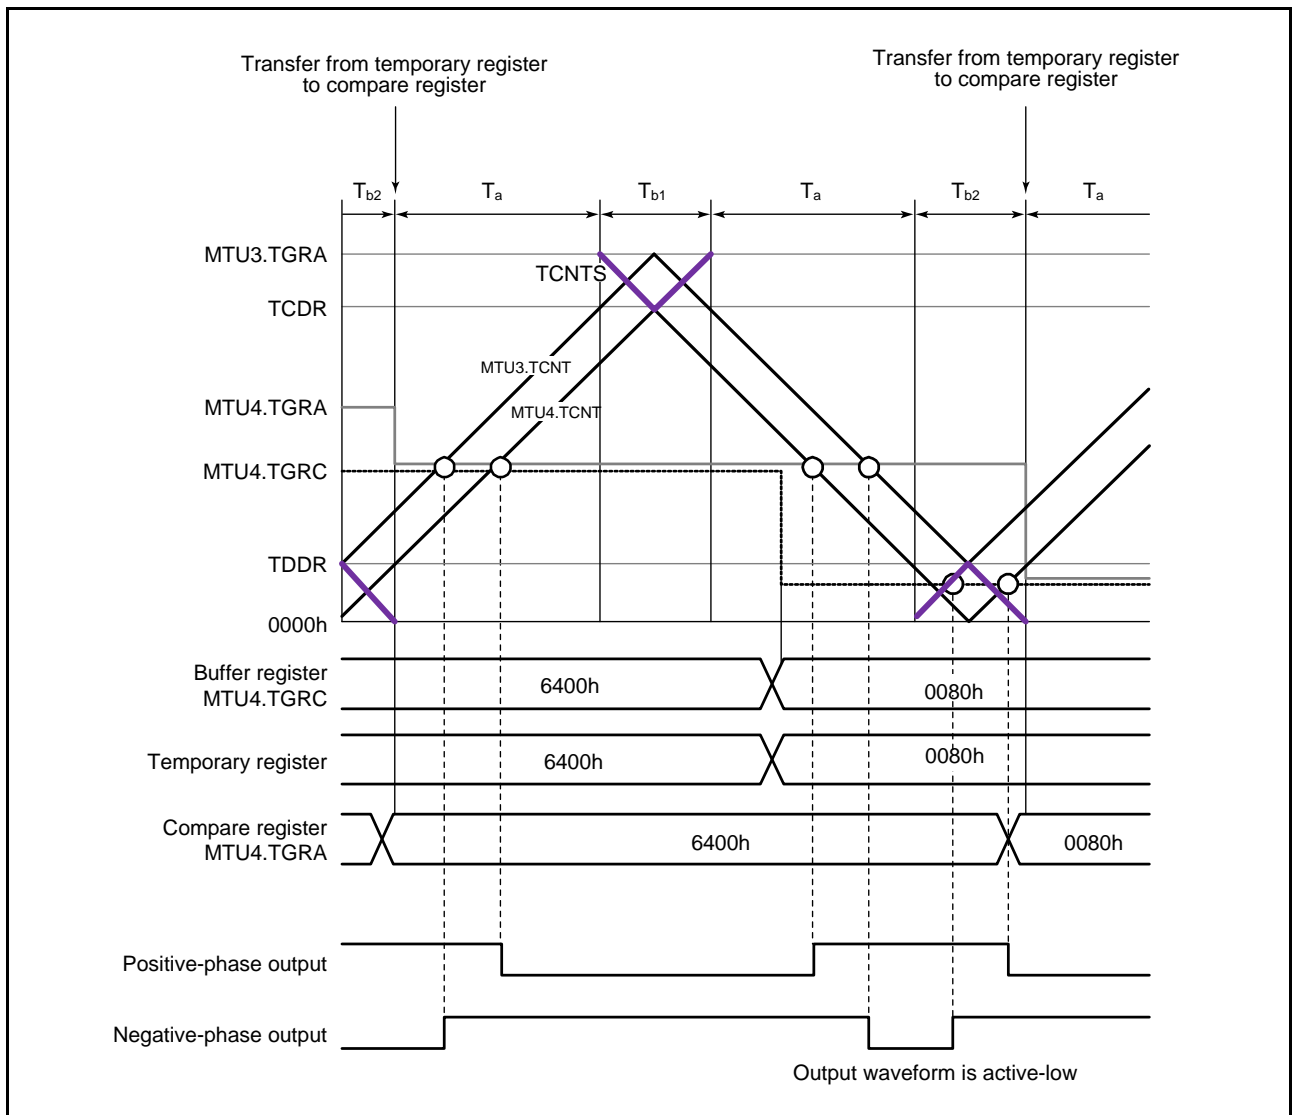 Transfer from temporary register
to compare register
Transfer from temporary register
to compare register
Tb2
Ta
Tb1
Ta
Tb2
Ta
MTU3.TGRA
TCNTS
TCDR
MTU3.TCNT
MTU4.TGRA
MTU4.TCNT
MTU4.TGRC
TDDR
0000h
Buffer register
MTU4.TGRC
6400h
0080h
Temporary register
6400h
0080h
Compare register
MTU4.TGRA
6400h
0080h
Positive-phase output
Negative-phase output
Output waveform is active-low